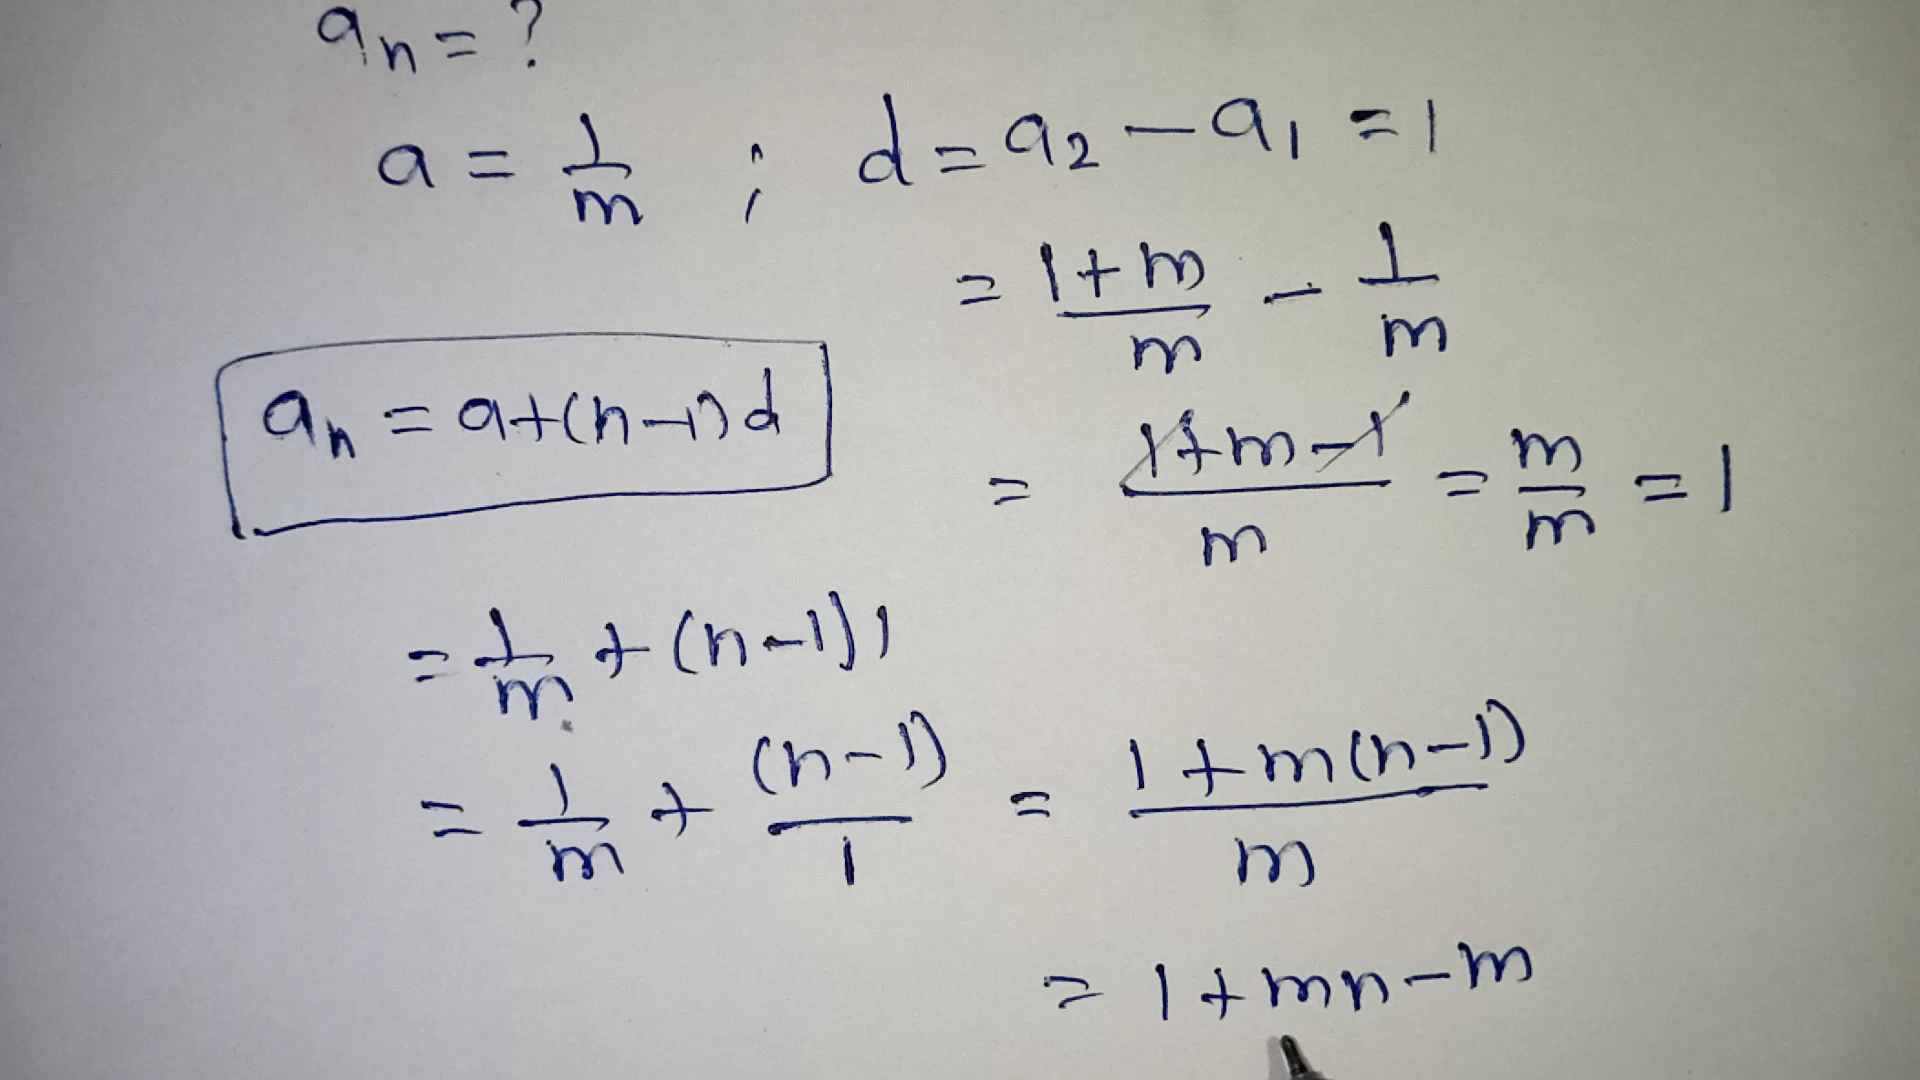 an = ?
a = 1/m ; d = a2 - a1 = 1
= 1+m/m - 1/m
an = a+(n-1)d
= 1+m-1/m = m/m = 1
= 1/m + (n-1)1
= 1/m + (n-1)/1 = 1+m(n-1)/m
= 1+mn-m